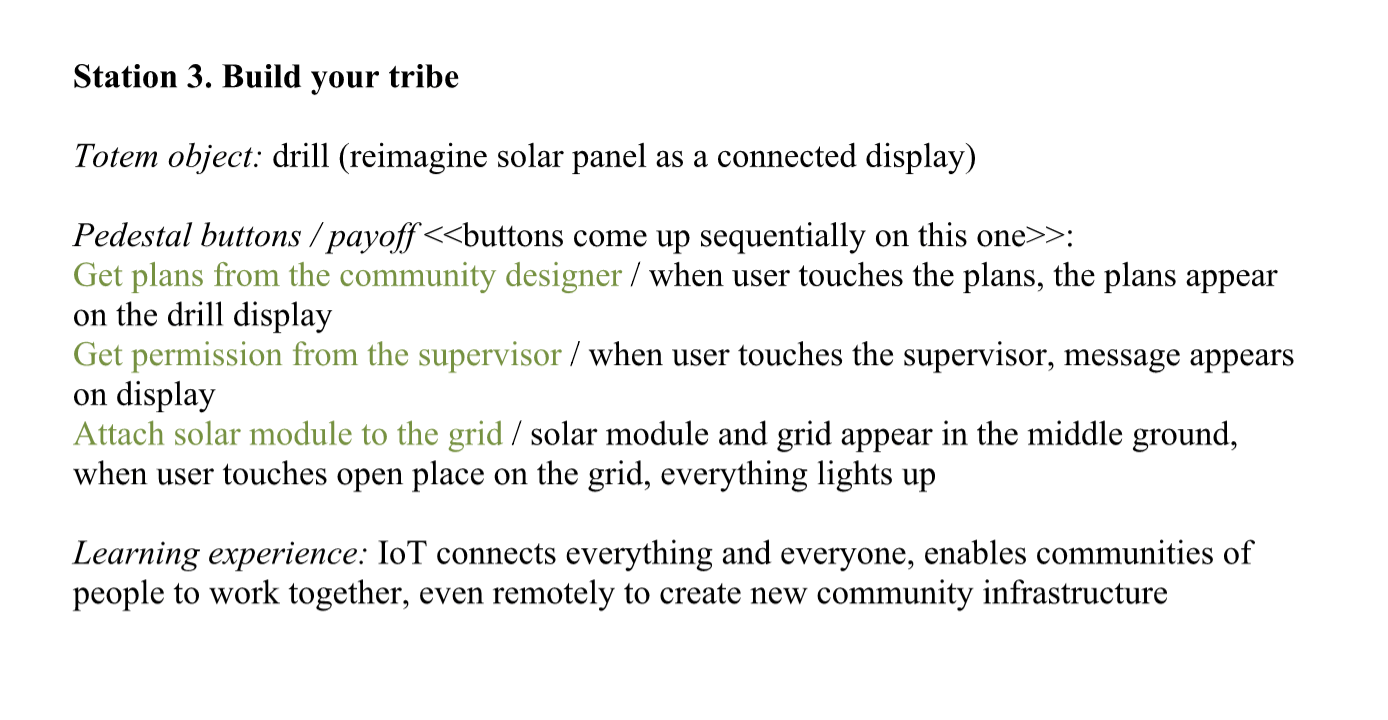 Station 3. Build your tribe
Totem object: drill (reimagine solar panel as a connected display)
Pedestal buttons / payoff <<buttons come up sequentially on this one>>:
Get plans from the community designer / when user touches the plans, the plans appear
on the drill display
Get permission from the supervisor / when user touches the supervisor, message appears
on display
Attach solar module to the grid / solar module and grid appear in the middle ground,
when user touches open place on the grid, everything lights up
Learning experience: IoT connects everything and everyone, enables communities of
people to work together, even remotely to create new community infrastructure